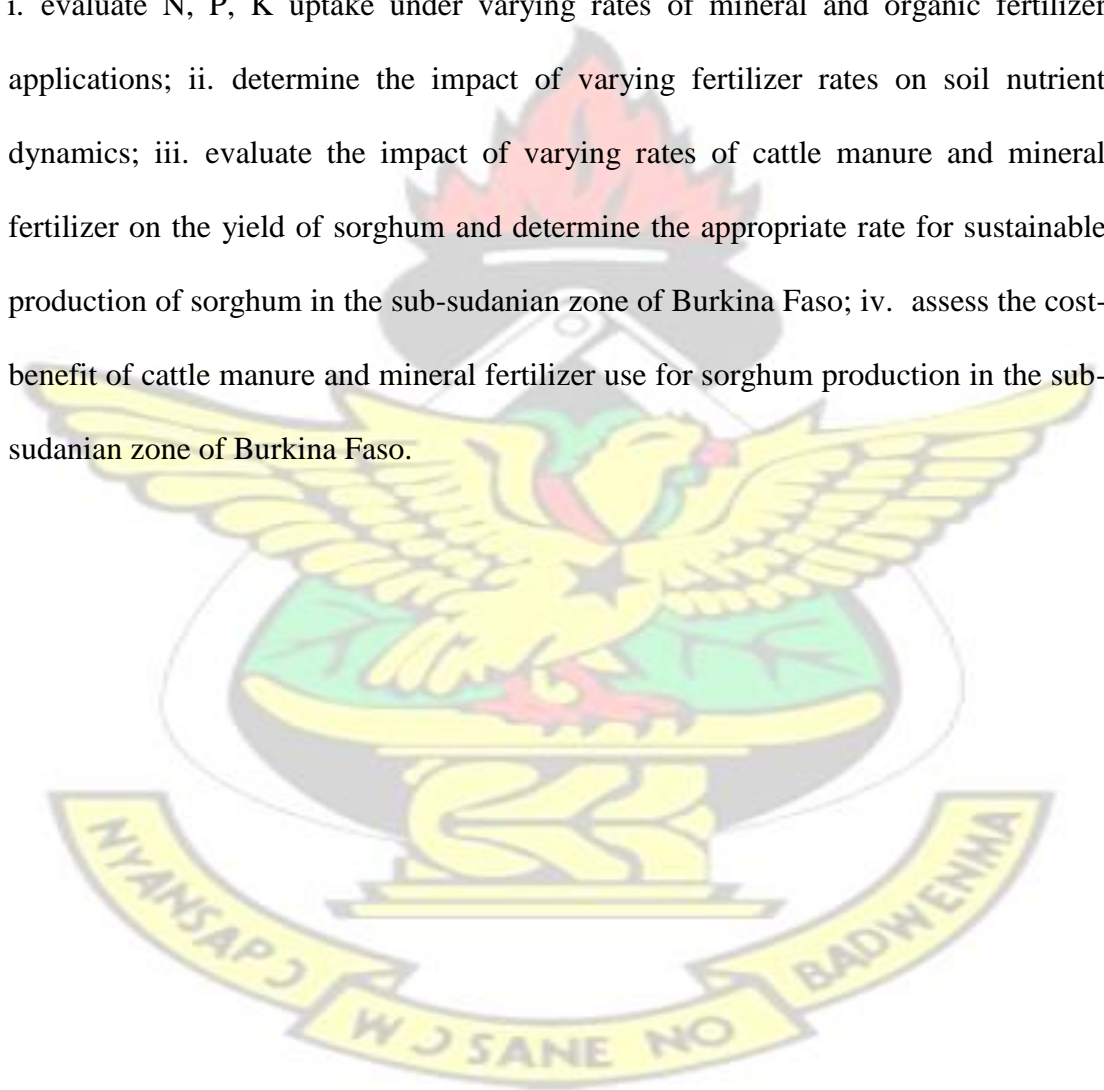 i. evaluate N, P, K uptake under varying rates of mineral and organic fertilizer
applications; ii. determine the impact of varying fertilizer rates on soil nutrient
dynamics; iii. evaluate the impact of varying rates of cattle manure and mineral
fertilizer on the yield of sorghum and determine the appropriate rate for sustainable
production of sorghum in the sub-sudanian zone of Burkina Faso; iv. assess the cost-
benefit of cattle manure and mineral fertilizer use for sorghum production in the sub-
sudanian zone of Burkina Faso.
NYANSAPƆ
WƆ SANE NO
BADWENMA